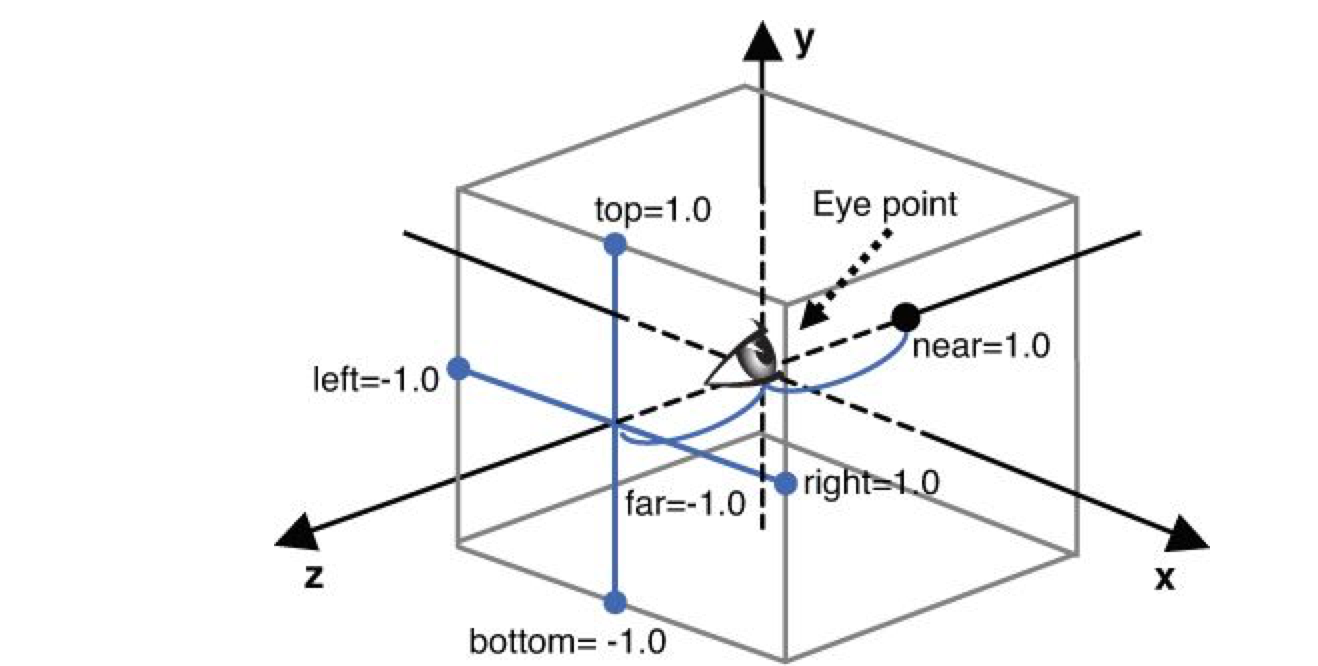 y
Eye point
top=1.0
near=1.0
left=-1.0
right=1.0
far=-1.0
z
x
bottom= -1.0